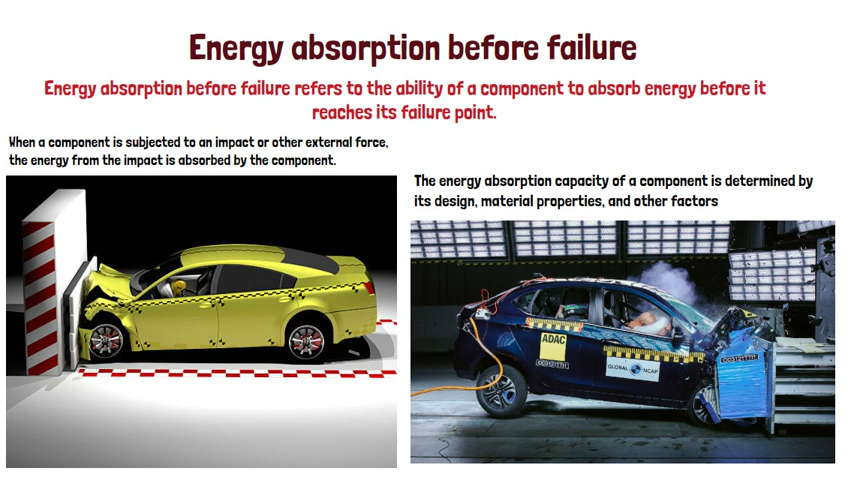 Energy absorption before failure
Energy absorption before failure refers to the ability of a component to absorb energy before it
reaches its failure point.
When a component is subjected to an impact or other external force,
the energy from the impact is absorbed by the component.
The energy absorption capacity of a component is determined by
its design, material properties, and other factors
ADAC
GLOBAL NCAP